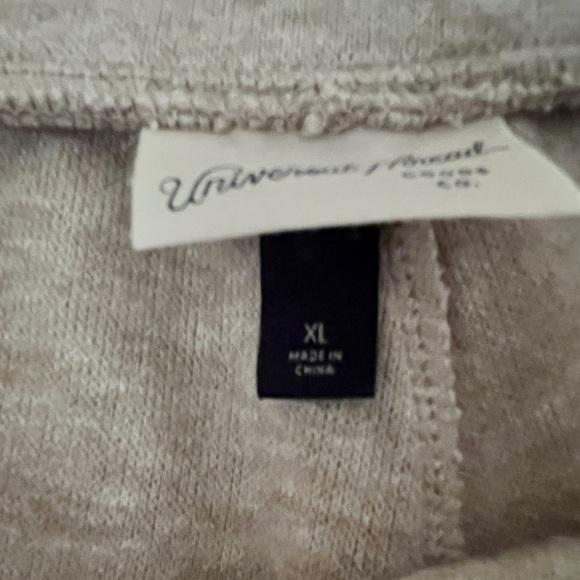 Universal Thread
GOODS
CO.
XL
MADE IN
CHINA